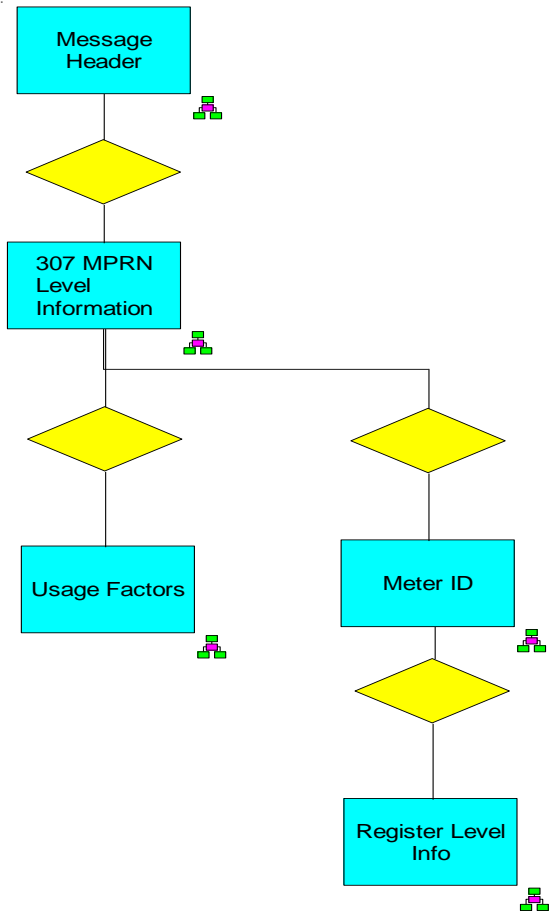 Message
Header
307 MPRN
Level
Information
Usage Factors
Meter ID
Register Level
Info